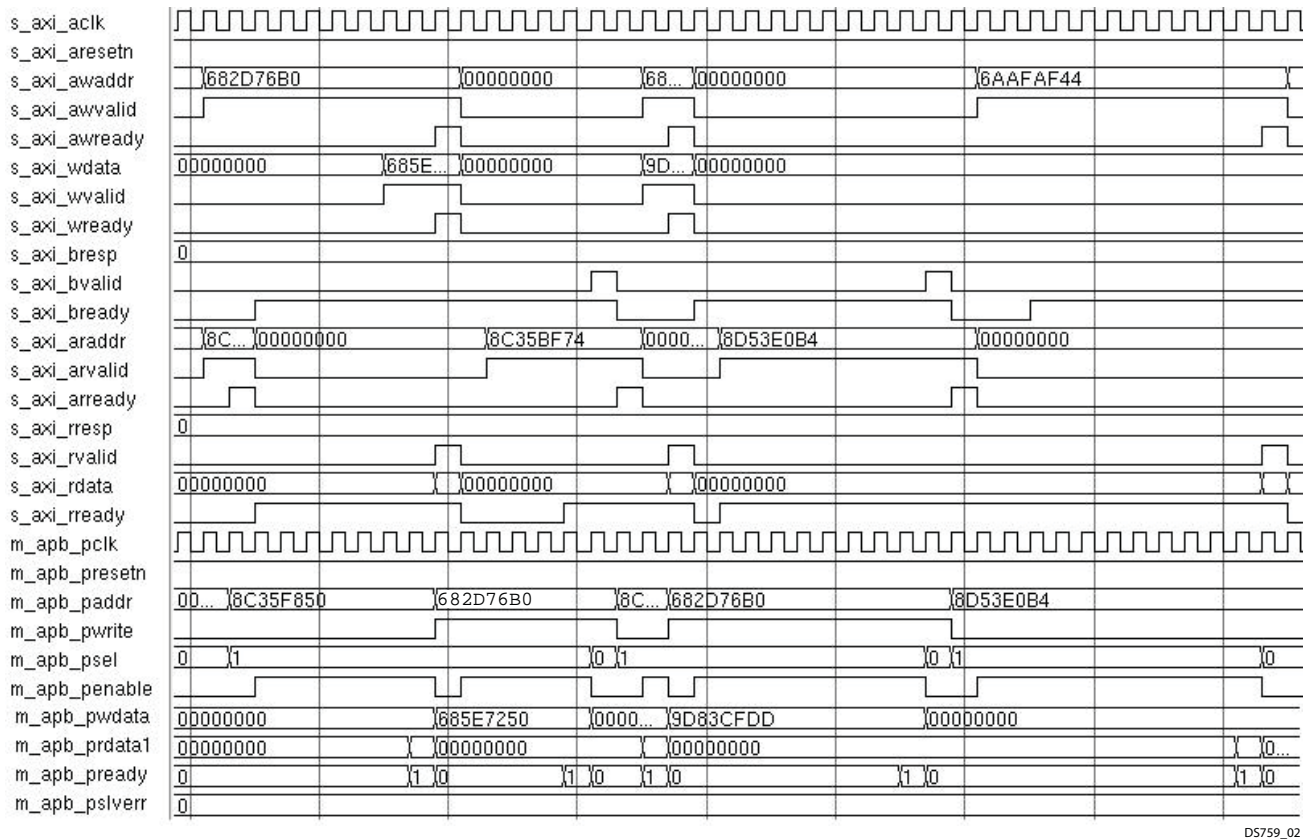 s_axi_aclk
s_axi_aresetn
s_axi_awaddr 682D76B0 00000000 68... 00000000 6AAFAF44
s_axi_awvalid
s_axi_awready
s_axi_wdata 00000000 685E... 00000000 9D... 00000000
s_axi_wvalid
s_axi_wready
s_axi_bresp 0
s_axi_bvalid
s_axi_bready
s_axi_araddr 8C... 00000000 8C35BF74 0000... 8D53E0B4 00000000
s_axi_arvalid
s_axi_arready
s_axi_rresp 0
s_axi_rvalid
s_axi_rdata 00000000 00000000 00000000
s_axi_rready
m_apb_pclk
m_apb_presetn
m_apb_paddr 00... 8C35F850 682D76B0 8C... 682D76B0 8D53E0B4
m_apb_pwrite
m_apb_psel 0 1 0 1 0 1 0
m_apb_penable
m_apb_pwdata 00000000 685E7250 0000... 9D83CFDD 00000000
m_apb_prdata1 00000000 00000000 00000000 0...
m_apb_pready 0 1 0 1 0 1 0 1 0 1 0
m_apb_pslverr 0
DS759_02